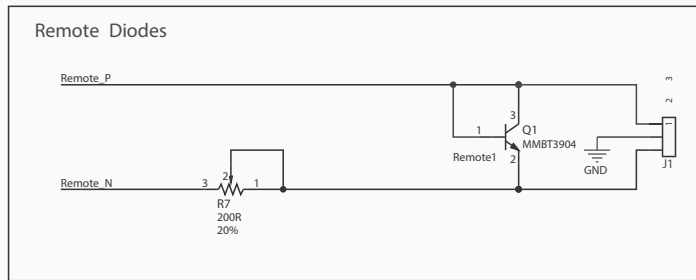 Remote Diodes
Remote_P
3
2
1
3
1
Q1
MMBT3904
Remote1
2
GND
J1
Remote_N
3
2
1
R7
200R
20%